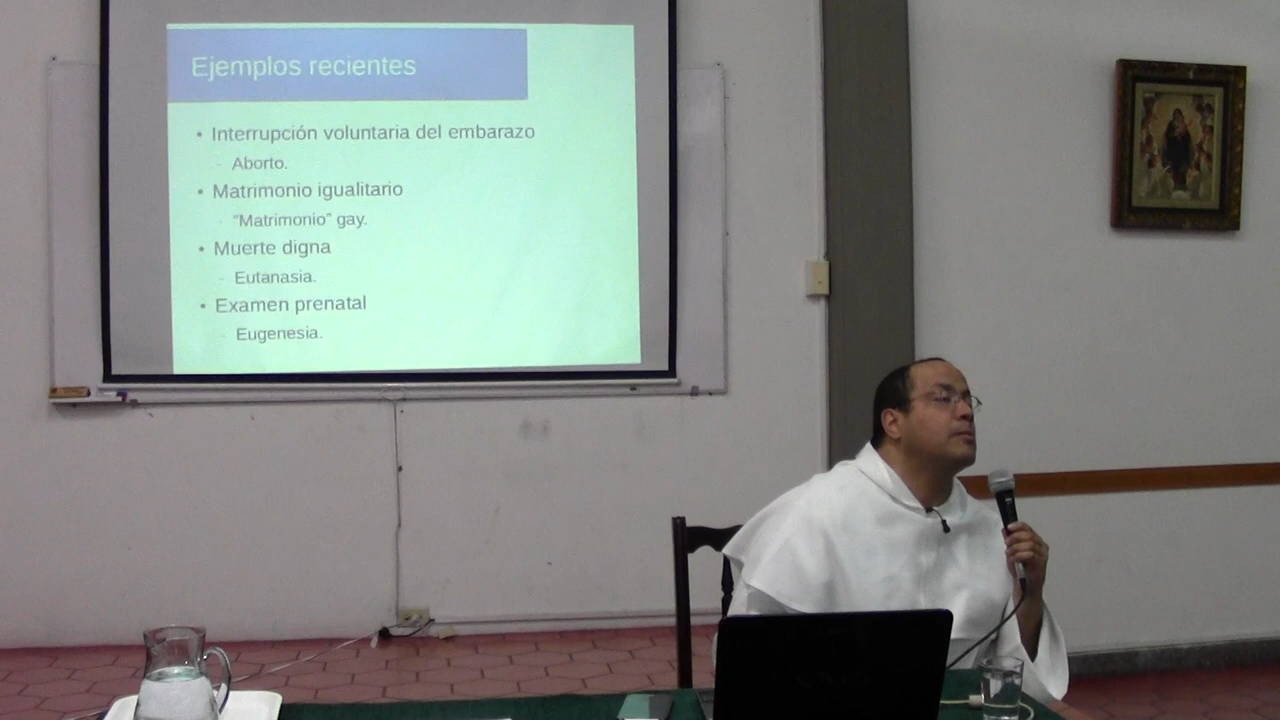 Ejemplos recientes
• Interrupción voluntaria del embarazo
- Aborto.
• Matrimonio igualitario
- “Matrimonio” gay.
• Muerte digna
- Eutanasia.
• Examen prenatal
- Eugenesia.